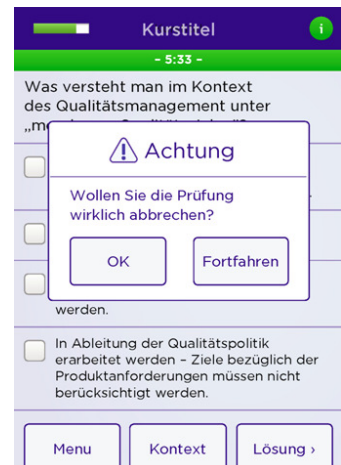 Kurstitel
i
– 5:33 –
Was versteht man im Kontext
des Qualitätsmanagement unter
Achtung
Wollen Sie die Prüfung
wirklich abbrechen?
OK
Fortfahren
werden.
In Ableitung der Qualitätspolitik
erarbeitet werden – Ziele bezüglich der
Produktanforderungen müssen nicht
berücksichtigt werden.
Menu
Kontext
Lösung ›